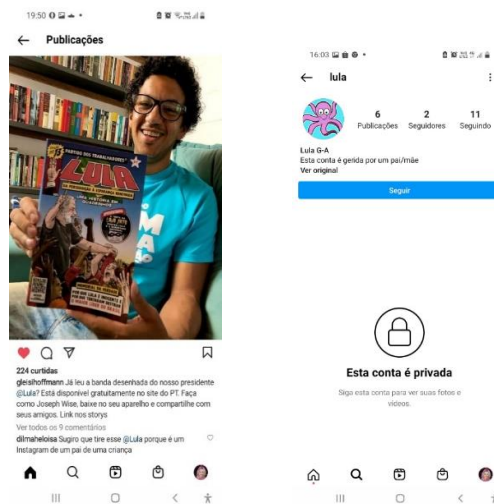 19:50
← Publicações
PARTIDO DOS TRABALHADORES
LULA
224 curtidas
gleisihoffmann Já leu a banda desenhada do nosso presidente
@Lula? Está disponível gratuitamente no site do PT. Faça
como Joseph Wise, baixe no seu aparelho e compartilhe com
seus amigos. Link nos storys
Ver todos os 9 comentários
dilmaheloisa Sugiro que tire esse @Lula porque é um
Instagram de um pai de uma criança
16:03
← lula
6 2 11
Publicações Seguidores Seguindo
Lula G-A
Esta conta é gerida por um pai/mãe
Ver original
Seguir
Esta conta é privada
Siga esta conta para ver suas fotos e
vídeos.